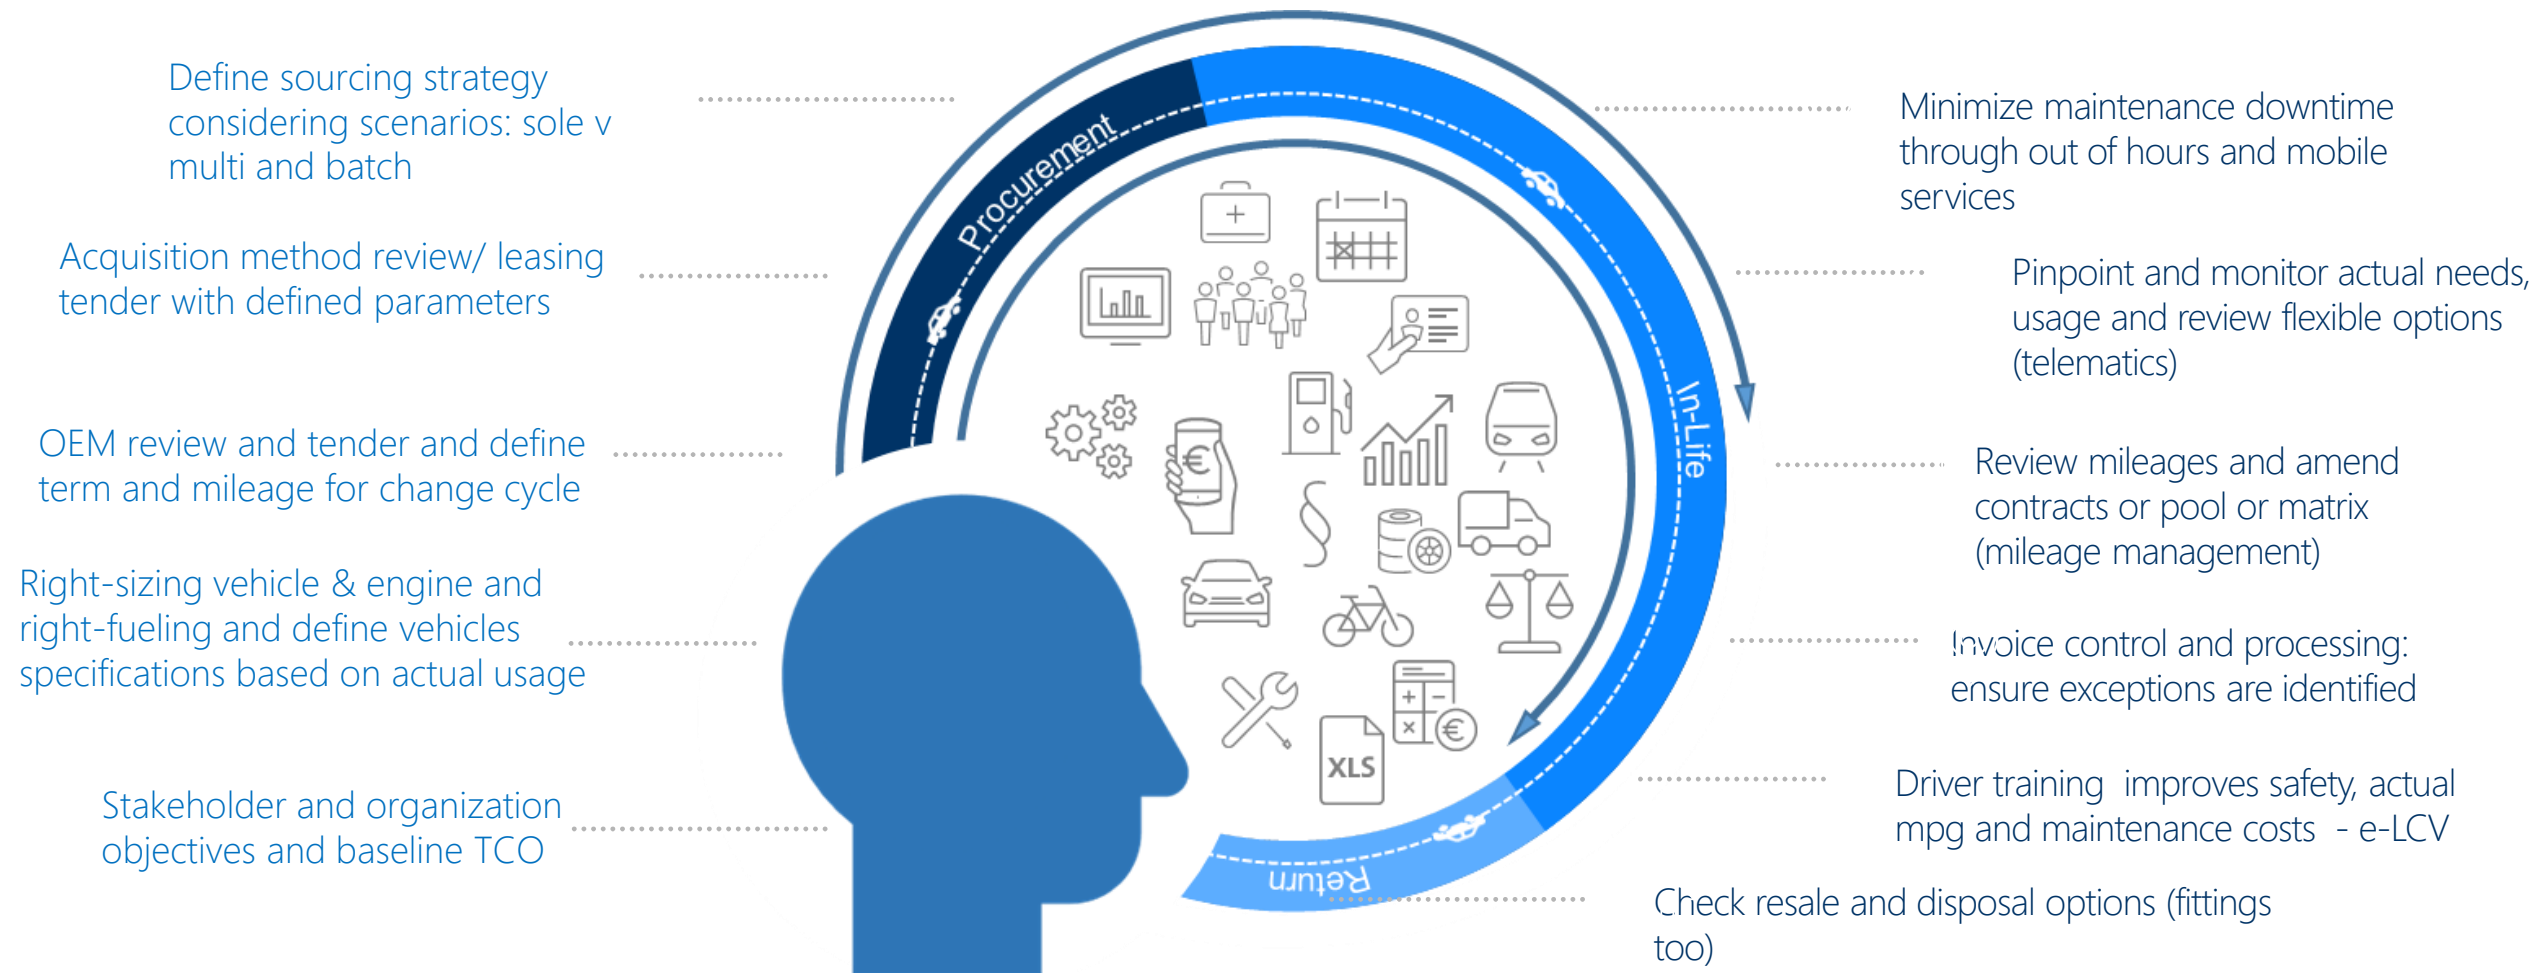 Define sourcing strategy
considering scenarios: sole v
multi and batch
Acquisition method review/ leasing
tender with defined parameters
OEM review and tender and define
term and mileage for change cycle
Right-sizing vehicle & engine and
right-fueling and define vehicles
specifications based on actual usage
Stakeholder and organization
objectives and baseline TCO
Procurement
In-Life
Return
XLS
Minimize maintenance downtime
through out of hours and mobile
services
Pinpoint and monitor actual needs,
usage and review flexible options
(telematics)
Review mileages and amend
contracts or pool or matrix
(mileage management)
Invoice control and processing:
ensure exceptions are identified
Driver training  improves safety, actual
mpg and maintenance costs  - e-LCV
Check resale and disposal options (fittings
too)